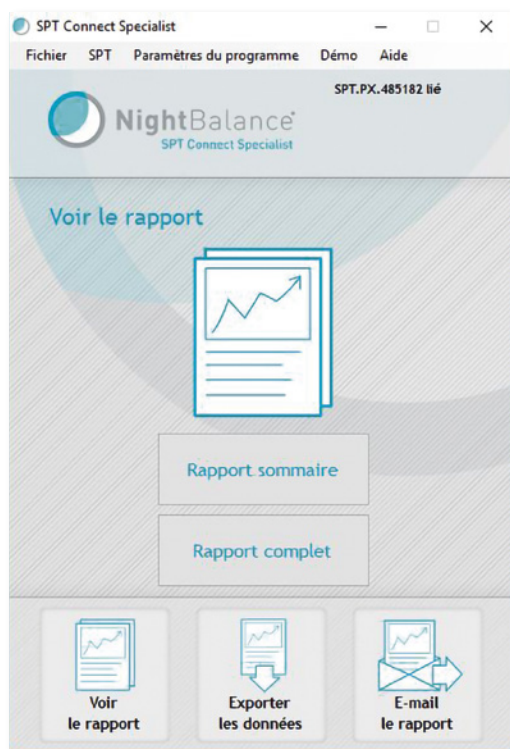 SPT Connect Specialist
Fichier SPT Paramètres du programme Démo Aide
SPT.PX.485182 lié
NightBalance
SPT Connect Specialist
Voir le rapport
Rapport sommaire
Rapport complet
Voir
le rapport
Exporter
les données
E-mail
le rapport